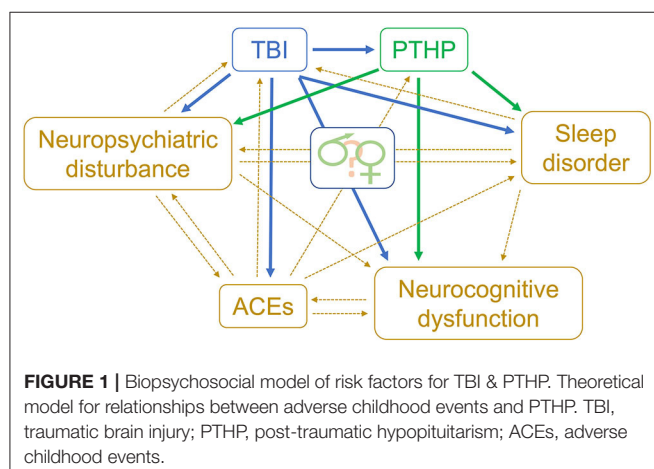 TBI
PTHP
Neuropsychiatric
disturbance
?
Sleep
disorder
ACEs
Neurocognitive
dysfunction
FIGURE 1 | Biopsychosocial model of risk factors for TBI & PTHP. Theoretical
model for relationships between adverse childhood events and PTHP. TBI,
traumatic brain injury; PTHP, post-traumatic hypopituitarism; ACEs, adverse
childhood events.